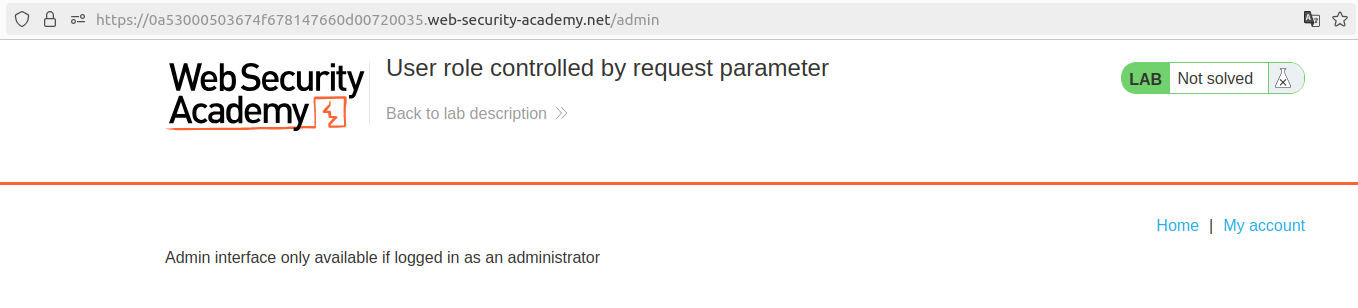 https://0a53000503674f678147660d00720035.web-security-academy.net/admin
Web Security
Academy
User role controlled by request parameter
Back to lab description
LAB Not solved
Home | My account
Admin interface only available if logged in as an administrator